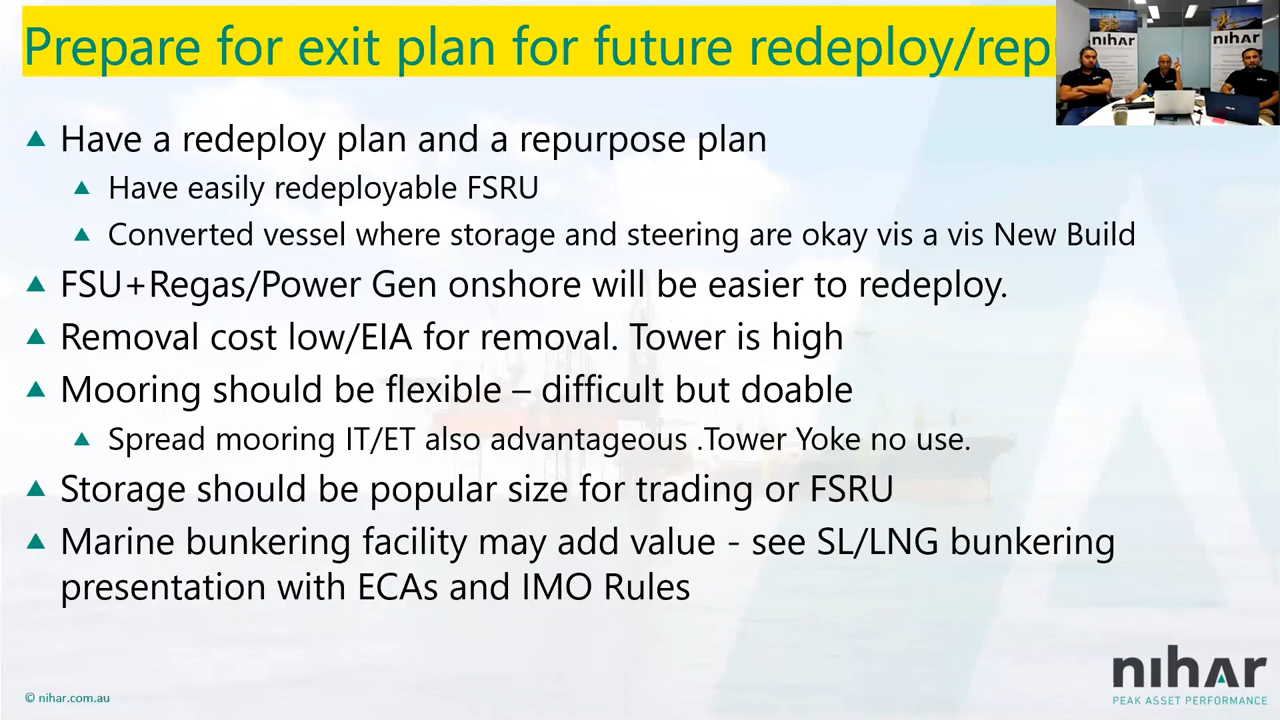 Prepare for exit plan for future redeploy/rep
nihar
nihar
Have a redeploy plan and a repurpose plan
Have easily redeployable FSRU
Converted vessel where storage and steering are okay vis a vis New Build
FSU+Regas/Power Gen onshore will be easier to redeploy.
Removal cost low/EIA for removal. Tower is high
Mooring should be flexible – difficult but doable
Spread mooring IT/ET also advantageous .Tower Yoke no use.
Storage should be popular size for trading or FSRU
Marine bunkering facility may add value - see SL/LNG bunkering
presentation with ECAs and IMO Rules
nihar
PEAK ASSET PERFORMANCE
© nihar.com.au